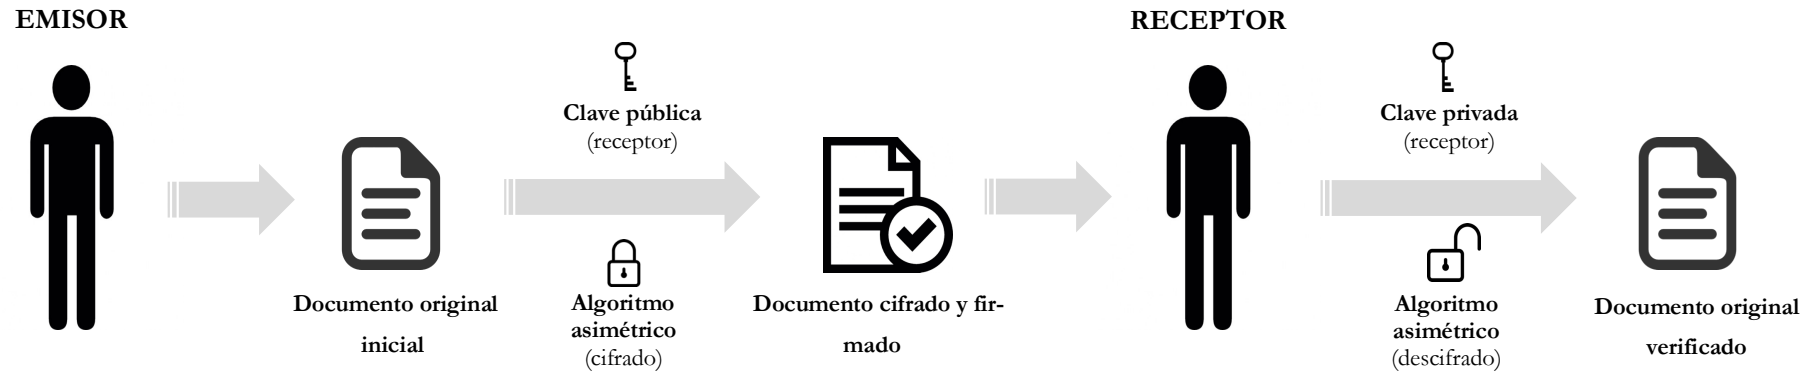 EMISOR
RECEPTOR
Clave pública
(receptor)
Clave privada
(receptor)
Documento original
inicial
Algoritmo
asimétrico
(cifrado)
Documento cifrado y fir-
mado
Algoritmo
asimétrico
(descifrado)
Documento original
verificado